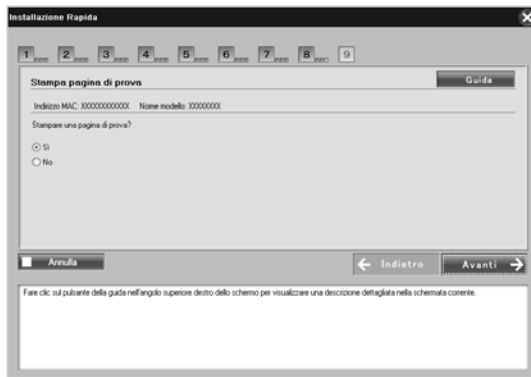 Installazione Rapida
1 2 3 4 5 6 7 8 9
Stampa pagina di prova
Guida
Indirizzo MAC: XXXXXXXXXXXX Nome modello: XXXXXXXX
Stampare una pagina di prova?
Sì
No
Annulla
Indietro
Avanti
Fare clic sul pulsante della guida nell'angolo superiore destro dello schermo per visualizzare una descrizione dettagliata nella schermata corrente.